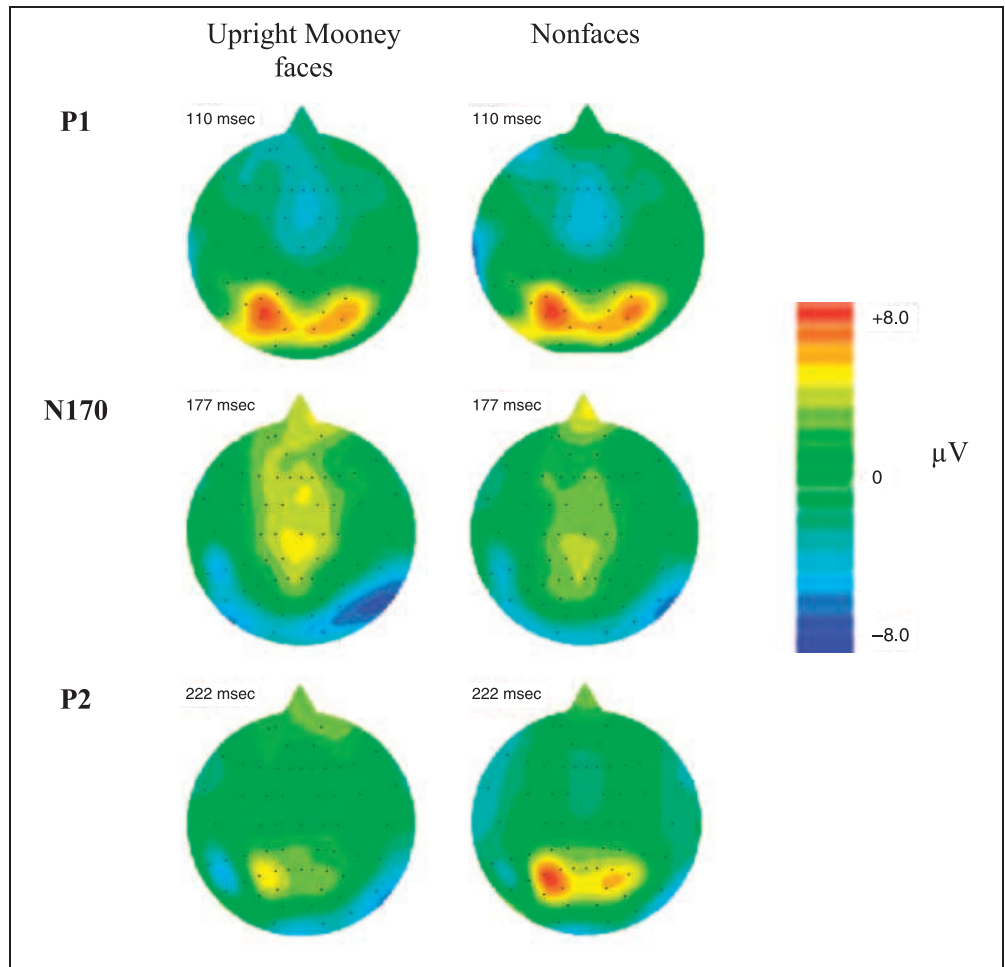 Upright Mooney
faces
Nonfaces
P1
110 msec
110 msec
+8.0
N170
177 msec
177 msec
µV
0
−8.0
P2
222 msec
222 msec